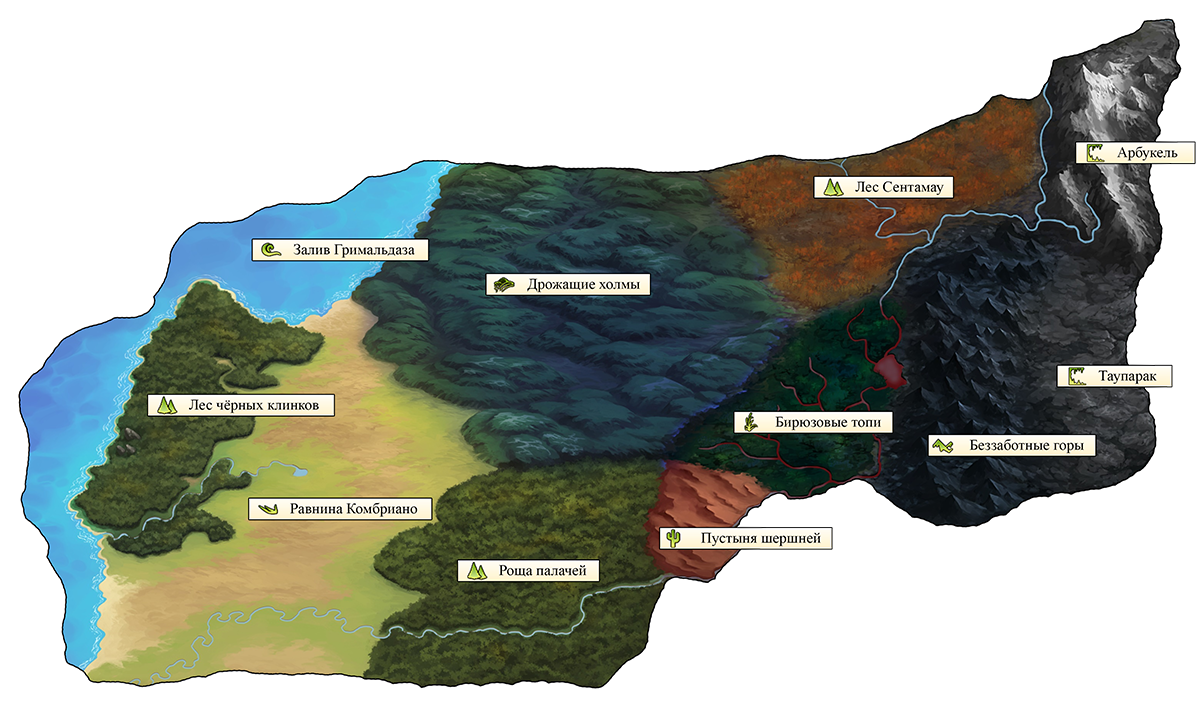 Арбукель
Лес Сентамау
Залив Гримальдаза
Дрожащие холмы
Таупарак
Лес чёрных клинков
Бирюзовые топи
Беззаботные горы
Равнина Комбриано
Пустыня шершней
Роща палачей